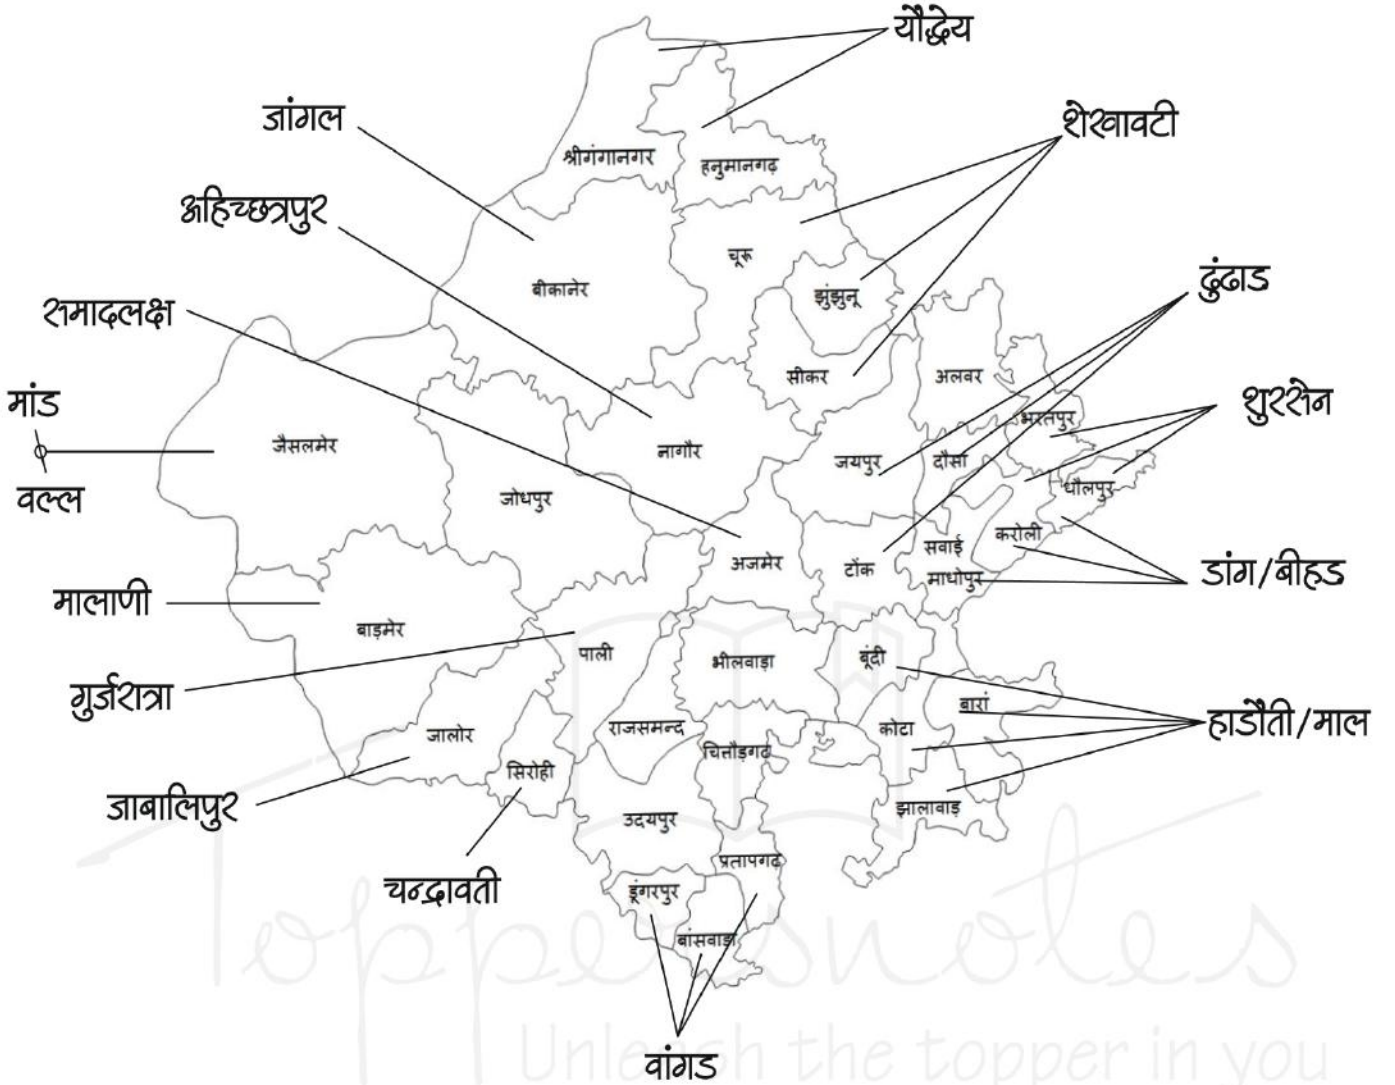 यौद्धेय
जांगल
शेखावटी
श्रीगंगानगर
हनुमानगढ़
अहिच्छत्रपुर
चूरू
ढुंढाड
समादलक्ष
बीकानेर
झुंझुनू
सीकर
अलवर
मांड
शुरसेन
भरतपुर
जैसलमेर
नागौर
जयपुर
दौसा
वल्ल
जोधपुर
धौलपुर
अजमेर
टोंक
सवाई
माधोपुर
करोली
डांग/बीहड
मालाणी
बाड़मेर
पाली
भीलवाड़ा
बूंदी
गुर्जरात्रा
बारां
हाडौती/माल
जालोर
राजसमन्द
चित्तौड़गढ़
कोटा
सिरोही
जाबालिपुर
झालावाड़
उदयपुर
प्रतापगढ़
चन्द्रावती
डूंगरपुर
बांसवाड़ा
Toppersnotes
Unleash the topper in you
वांगड